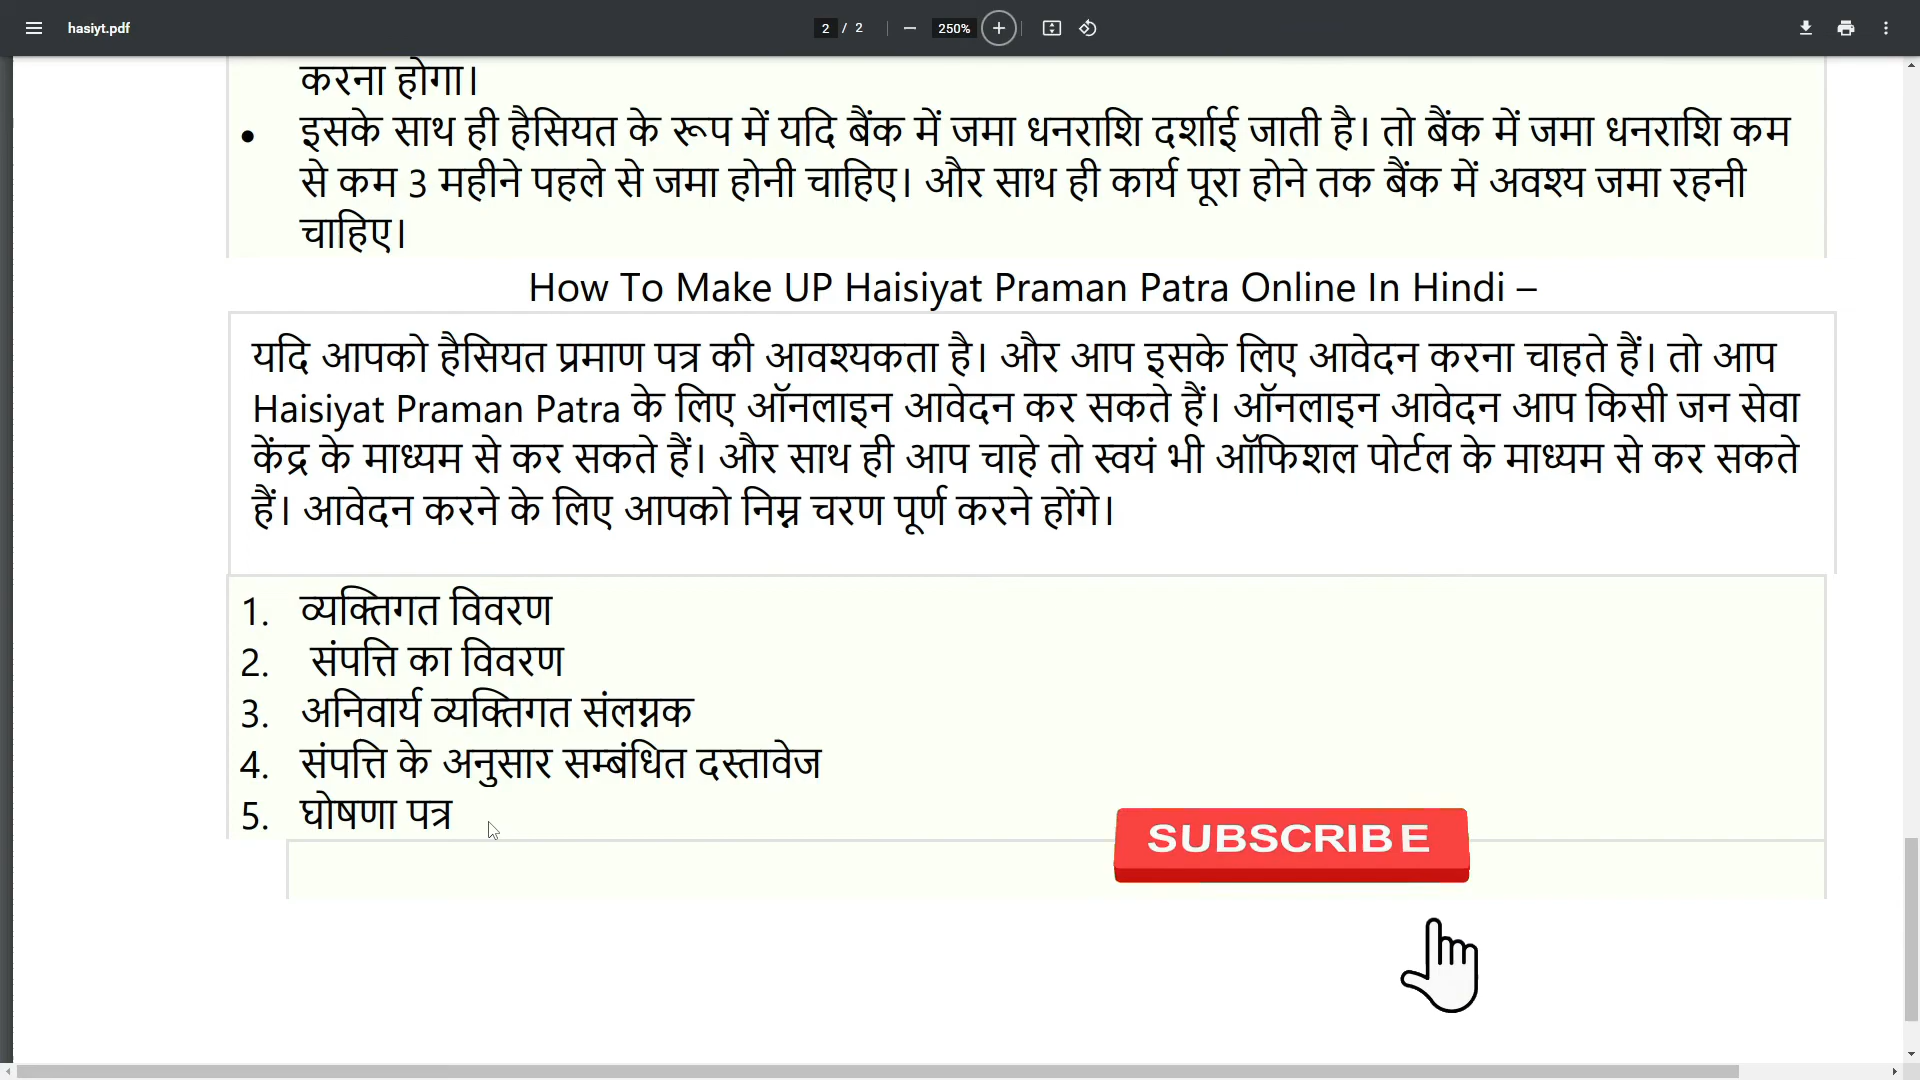 hasiyt.pdf
2 / 2
250%
करना होगा।
• इसके साथ ही हैसियत के रूप में यदि बैंक में जमा धनराशि दर्शाई जाती है। तो बैंक में जमा धनराशि कम
से कम 3 महीने पहले से जमा होनी चाहिए। और साथ ही कार्य पूरा होने तक बैंक में अवश्य जमा रहनी
चाहिए।
How To Make UP Haisiyat Praman Patra Online In Hindi –
यदि आपको हैसियत प्रमाण पत्र की आवश्यकता है। और आप इसके लिए आवेदन करना चाहते हैं। तो आप
Haisiyat Praman Patra के लिए ऑनलाइन आवेदन कर सकते हैं। ऑनलाइन आवेदन आप किसी जन सेवा
केंद्र के माध्यम से कर सकते हैं। और साथ ही आप चाहे तो स्वयं भी ऑफिशल पोर्टल के माध्यम से कर सकते
हैं। आवेदन करने के लिए आपको निम्न चरण पूर्ण करने होंगे।
1. व्यक्तिगत विवरण
2. संपत्ति का विवरण
3. अनिवार्य व्यक्तिगत संलग्नक
4. संपत्ति के अनुसार सम्बंधित दस्तावेज
5. घोषणा पत्र
SUBSCRIBE